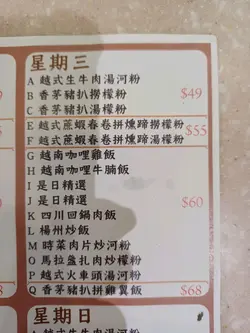 星期三
A 越式生牛肉湯河粉
B 香茅豬扒撈檬粉 $49
C 香茅豬扒湯檬粉
E 越式蔗蝦春卷拼燻蹄撈檬粉 $55
F 越式蔗蝦春卷拼燻蹄湯檬粉
G 越南咖哩雞飯
H 越南咖哩牛腩飯
I 是日精選
J 是日精選 $60
K 四川回鍋肉飯
L 楊州炒飯
M 時菜肉片炒河粉
O 馬拉盞扎肉炒檬粉
P 越式火車頭湯河粉
Q 香茅豬扒拼雞翼飯 $68
星期日